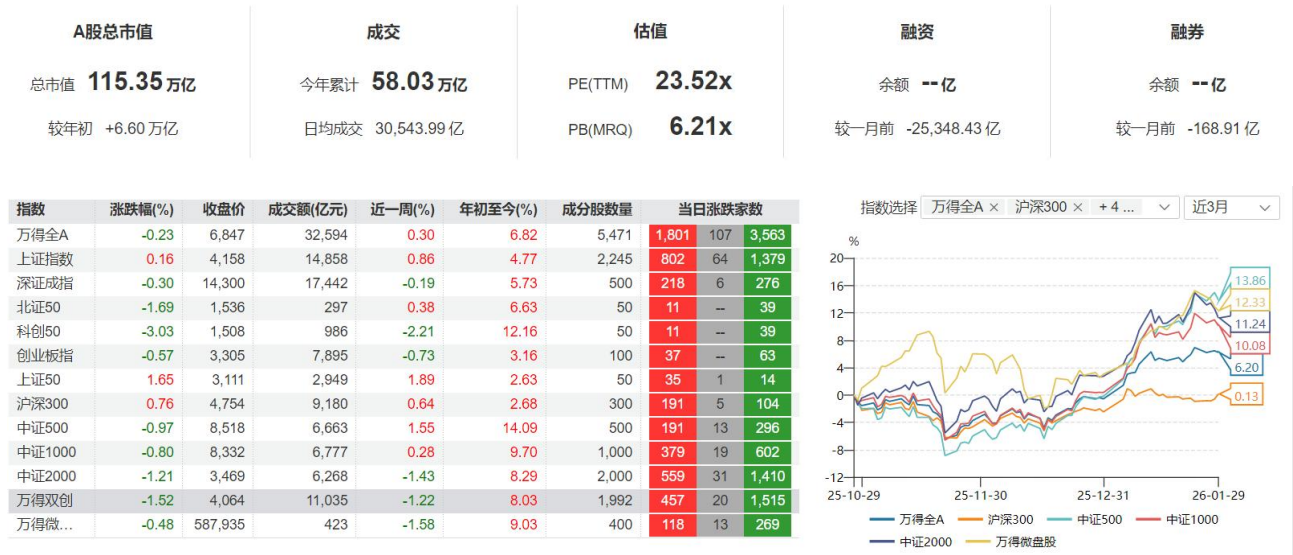 A股总市值 成交 估值 融资 融券
总市值 115.35 万亿 今年累计 58.03 万亿 PE(TTM) 23.52x 余额 --亿 余额 --亿
较年初 +6.60 万亿 日均成交 30,543.99 亿 PB(MRQ) 6.21x 较一月前 -25,348.43 亿 较一月前 -168.91 亿
指数 涨跌幅(%) 收盘价 成交额(亿元) 近一周(%) 年初至今(%) 成分股数量 当日涨跌家数
万得全A -0.23 6,847 32,594 0.30 6.82 5,471 1,801 107 3,563
上证指数 0.16 4,158 14,858 0.86 4.77 2,245 802 64 1,379
深证成指 -0.30 14,300 17,442 -0.19 5.73 500 218 6 276
北证50 -1.69 1,536 297 0.38 6.63 50 11 -- 39
科创50 -3.03 1,508 986 -2.21 12.16 50 11 -- 39
创业板指 -0.57 3,305 7,895 -0.73 3.16 100 37 -- 63
上证50 1.65 3,111 2,949 1.89 2.63 50 35 1 14
沪深300 0.76 4,754 9,180 0.64 2.68 300 191 5 104
中证500 -0.97 8,518 6,663 1.55 14.09 500 191 13 296
中证1000 -0.80 8,332 6,777 0.28 9.70 1,000 379 19 602
中证2000 -1.21 3,469 6,268 -1.43 8.29 2,000 559 31 1,410
万得双创 -1.52 4,064 11,035 -1.22 8.03 1,992 457 20 1,515
万得微... -0.48 587,935 423 -1.58 9.03 400 118 13 269
指数选择 万得全A × 沪深300 × + 4 ... 近3月
%
20
16
12
8
4
0
-4
-8
-12
13.86
12.33
11.24
10.08
6.20
0.13
25-10-29 25-11-30 25-12-31 26-01-29
万得全A 沪深300 中证500 中证1000
中证2000 万得微盘股